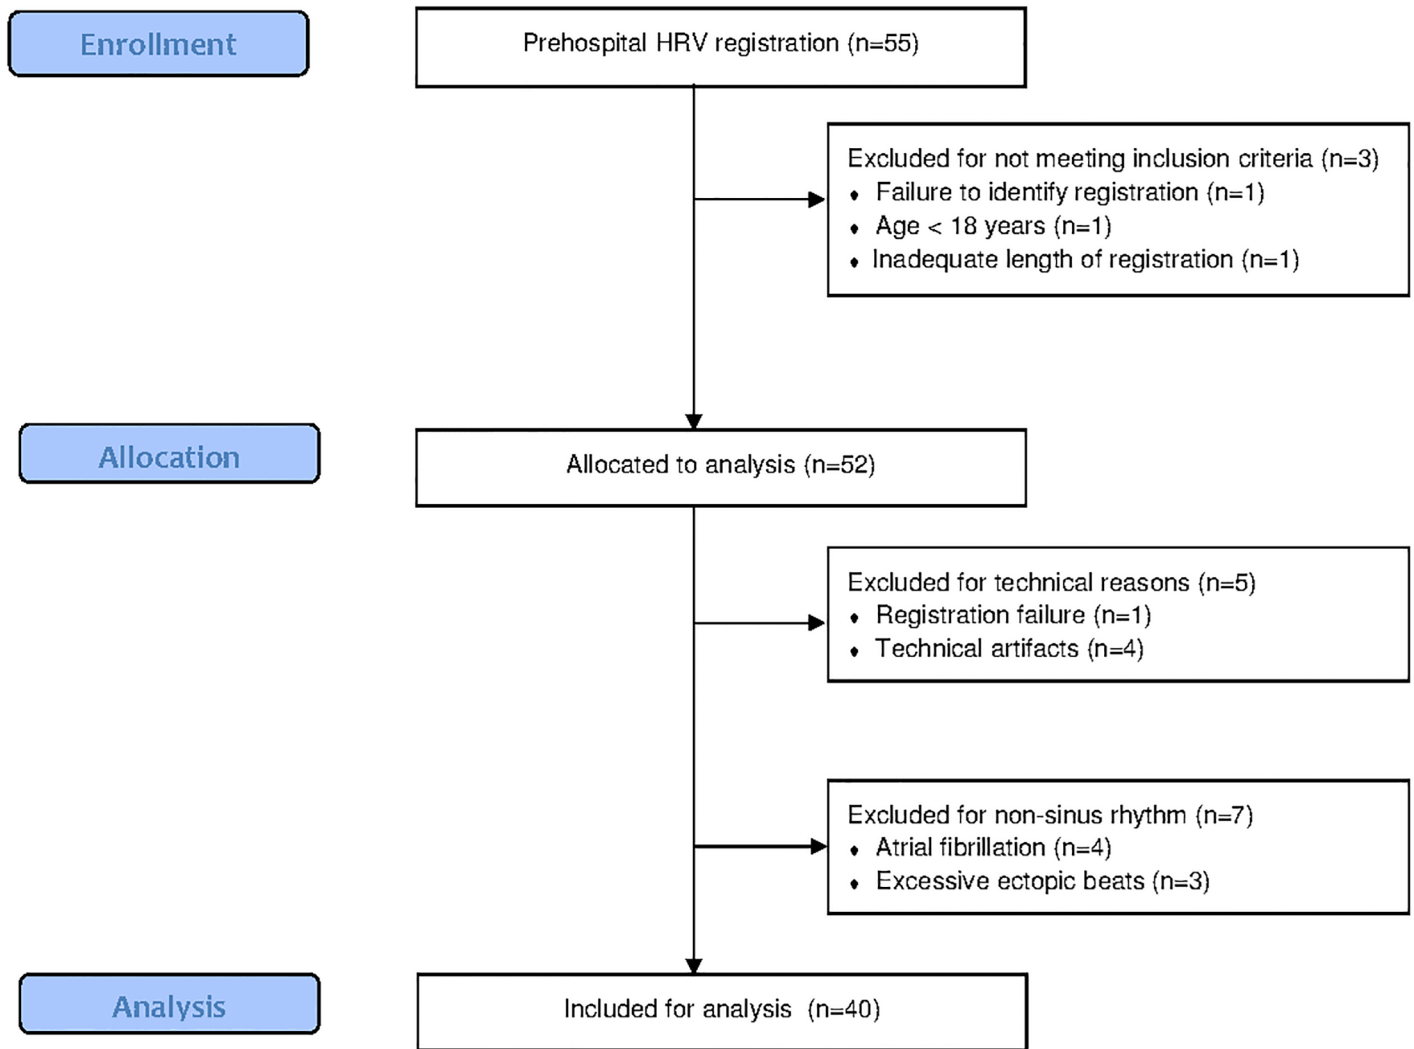 Enrollment
Prehospital HRV registration (n=55)
Excluded for not meeting inclusion criteria (n=3)
♦ Failure to identify registration (n=1)
♦ Age < 18 years (n=1)
♦ Inadequate length of registration (n=1)
Allocation
Allocated to analysis (n=52)
Excluded for technical reasons (n=5)
♦ Registration failure (n=1)
♦ Technical artifacts (n=4)
Excluded for non-sinus rhythm (n=7)
♦ Atrial fibrillation (n=4)
♦ Excessive ectopic beats (n=3)
Analysis
Included for analysis (n=40)